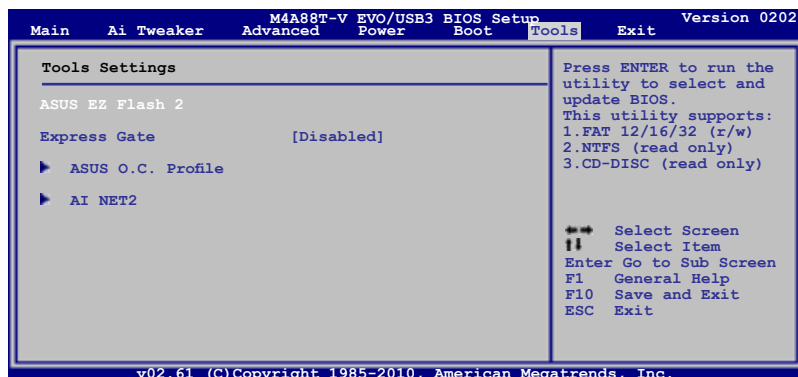 M4A88T-V EVO/USB3 BIOS Setup Version 0202
Main Ai Tweaker Advanced Power Boot Tools Exit
Tools Settings
ASUS EZ Flash 2
Express Gate [Disabled]
ASUS O.C. Profile
AI NET2
Press ENTER to run the
utility to select and
update BIOS.
This utility supports:
1.FAT 12/16/32 (r/w)
2.NTFS (read only)
3.CD-DISC (read only)
Select Screen
Select Item
Enter Go to Sub Screen
F1 General Help
F10 Save and Exit
ESC Exit
v02.61 (C)Copyright 1985-2010, American Megatrends, Inc.